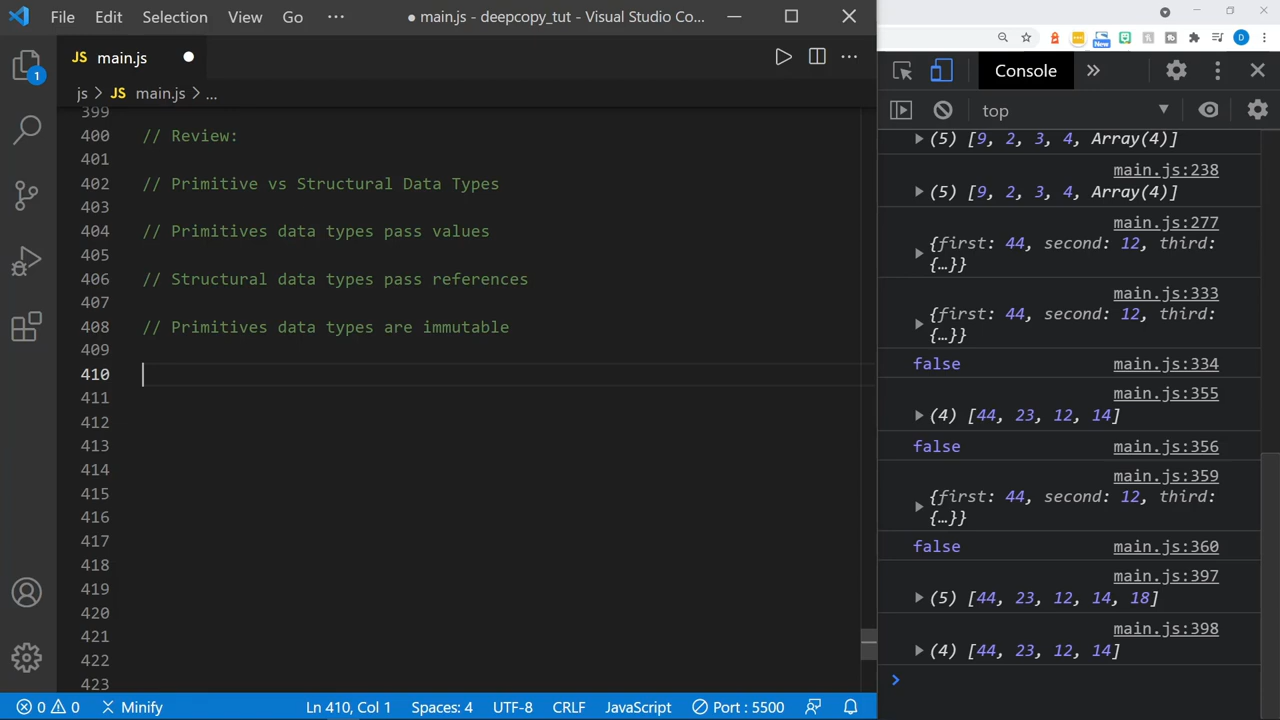 File Edit Selection View Go ··· ● main.js - deepcopy_tut - Visual Studio Co...
JS main.js ●
js > JS main.js > ...
399
400 // Review:
401
402 // Primitive vs Structural Data Types
403
404 // Primitives data types pass values
405
406 // Structural data types pass references
407
408 // Primitives data types are immutable
409
410
411
412
413
414
415
416
417
418
419
420
421
422
423
1
0 0 Minify Ln 410, Col 1 Spaces: 4 UTF-8 CRLF JavaScript Port : 5500
New D
Console
top
(5) [9, 2, 3, 4, Array(4)]
main.js:238
(5) [9, 2, 3, 4, Array(4)]
main.js:277
{first: 44, second: 12, third:
{…}}
main.js:333
{first: 44, second: 12, third:
{…}}
false main.js:334
main.js:355
(4) [44, 23, 12, 14]
false main.js:356
main.js:359
{first: 44, second: 12, third:
{…}}
false main.js:360
main.js:397
(5) [44, 23, 12, 14, 18]
main.js:398
(4) [44, 23, 12, 14]
>